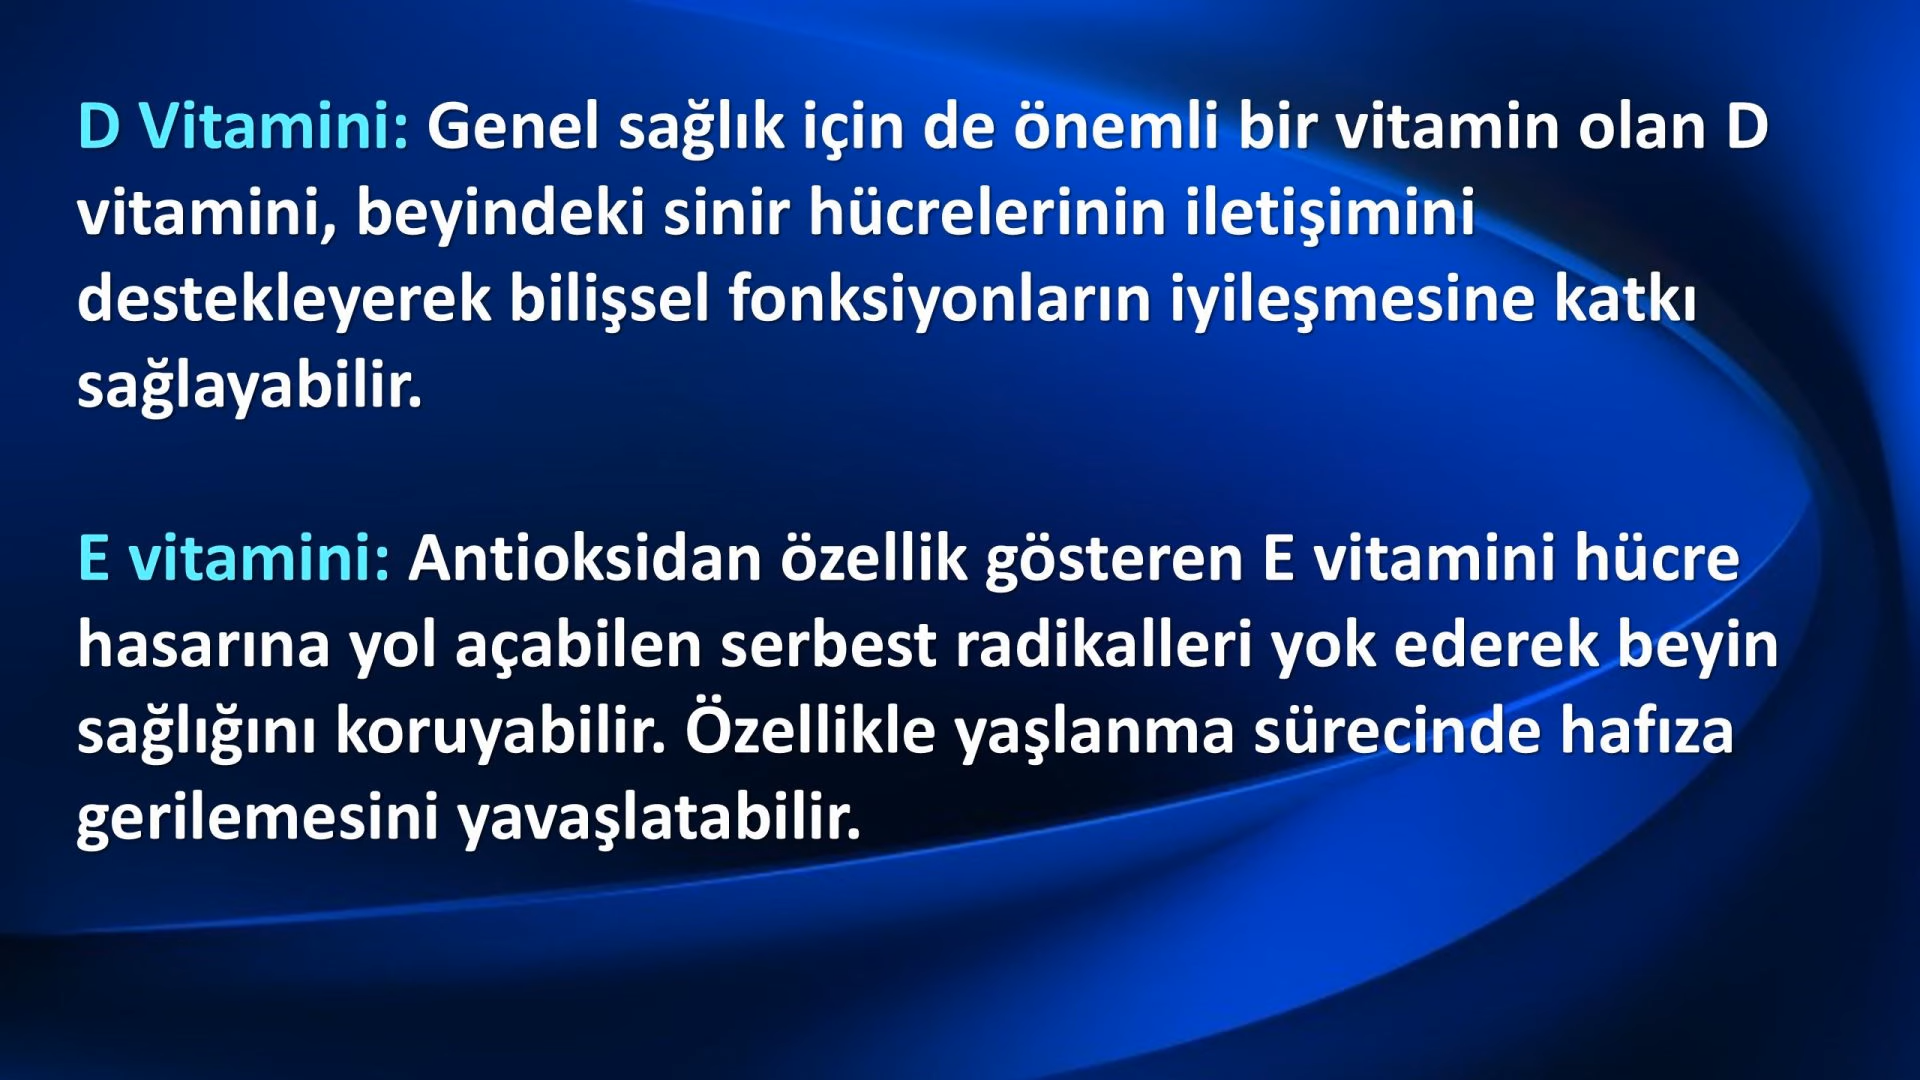 D Vitamini: Genel sağlık için de önemli bir vitamin olan D
vitamini, beyindeki sinir hücrelerinin iletişimini
destekleyerek bilişsel fonksiyonların iyileşmesine katkı
sağlayabilir.
E vitamini: Antioksidan özellik gösteren E vitamini hücre
hasarına yol açabilen serbest radikalleri yok ederek beyin
sağlığını koruyabilir. Özellikle yaşlanma sürecinde hafıza
gerilemesini yavaşlatabilir.